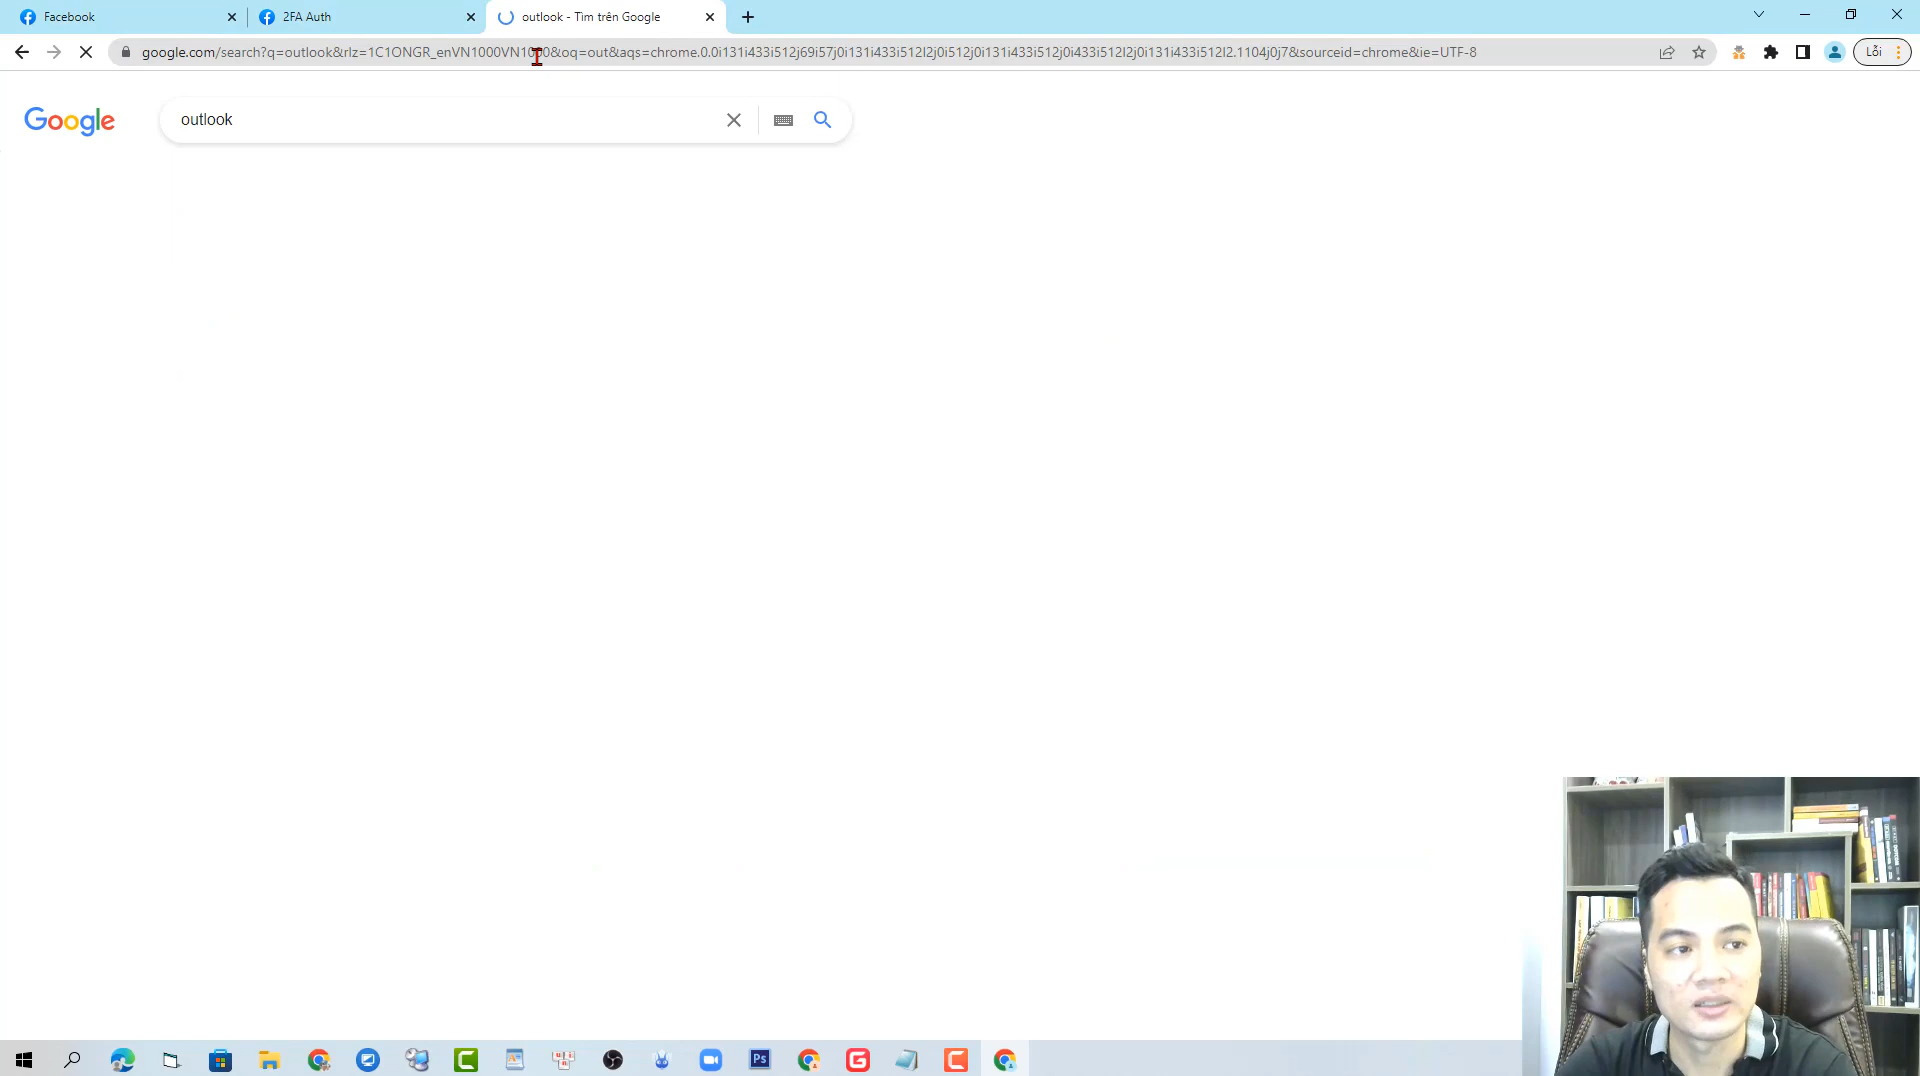 Facebook
2FA Auth
outlook - Tìm trên Google
google.com/search?q=outlook&rlz=1C1ONGR_enVN1000VN1000&oq=out&aqs=chrome.0.0i131i433i512j69i57j0i131i433i512l2j0i512j0i131i433i512j0i433i512l2j0i131i433i512l2.1104j0j7&sourceid=chrome&ie=UTF-8
Lỗi
Google
outlook
Ps